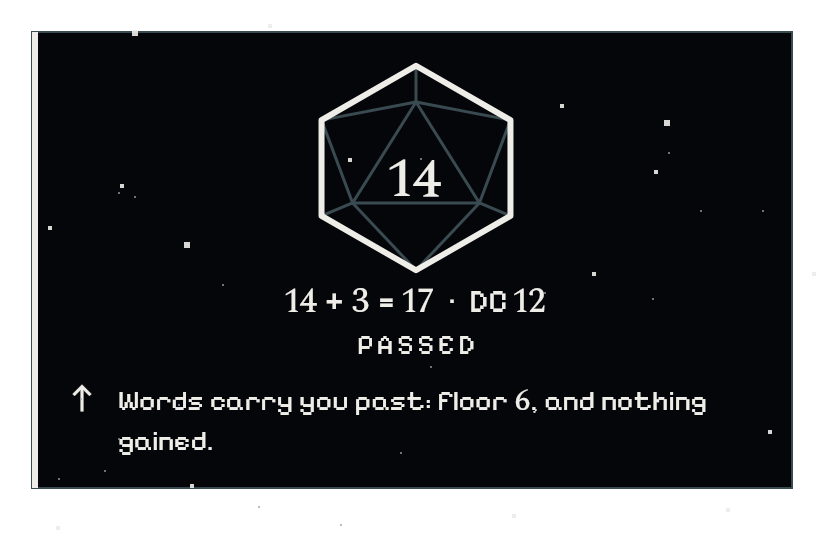 14
14 + 3 = 17 · DC 12
PASSED
↑ Words carry you past: Floor 6, and nothing
gained.